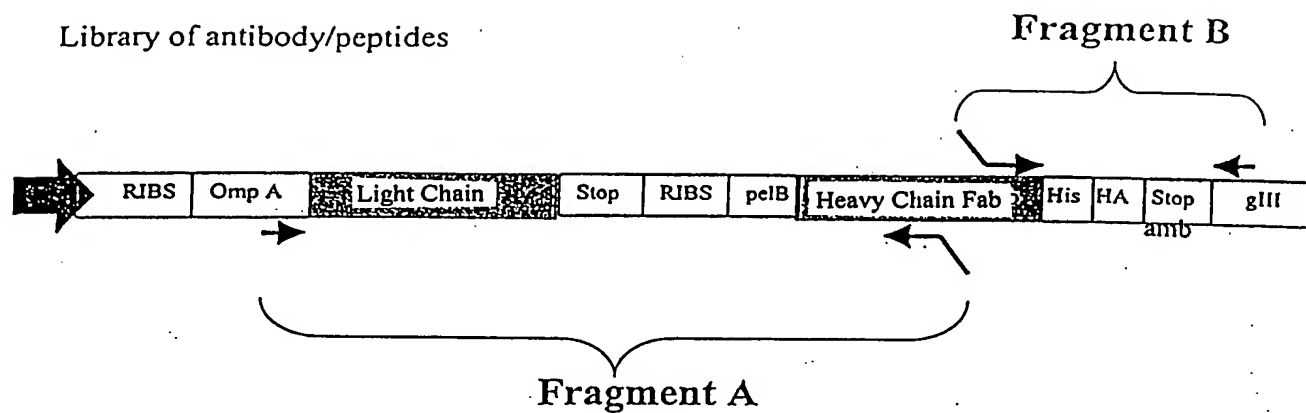 Library of antibody/peptides
Fragment B
RIBS Omp A Light Chain Stop RIBS pelB Heavy Chain Fab His HA Stop gIII
amb
Fragment A